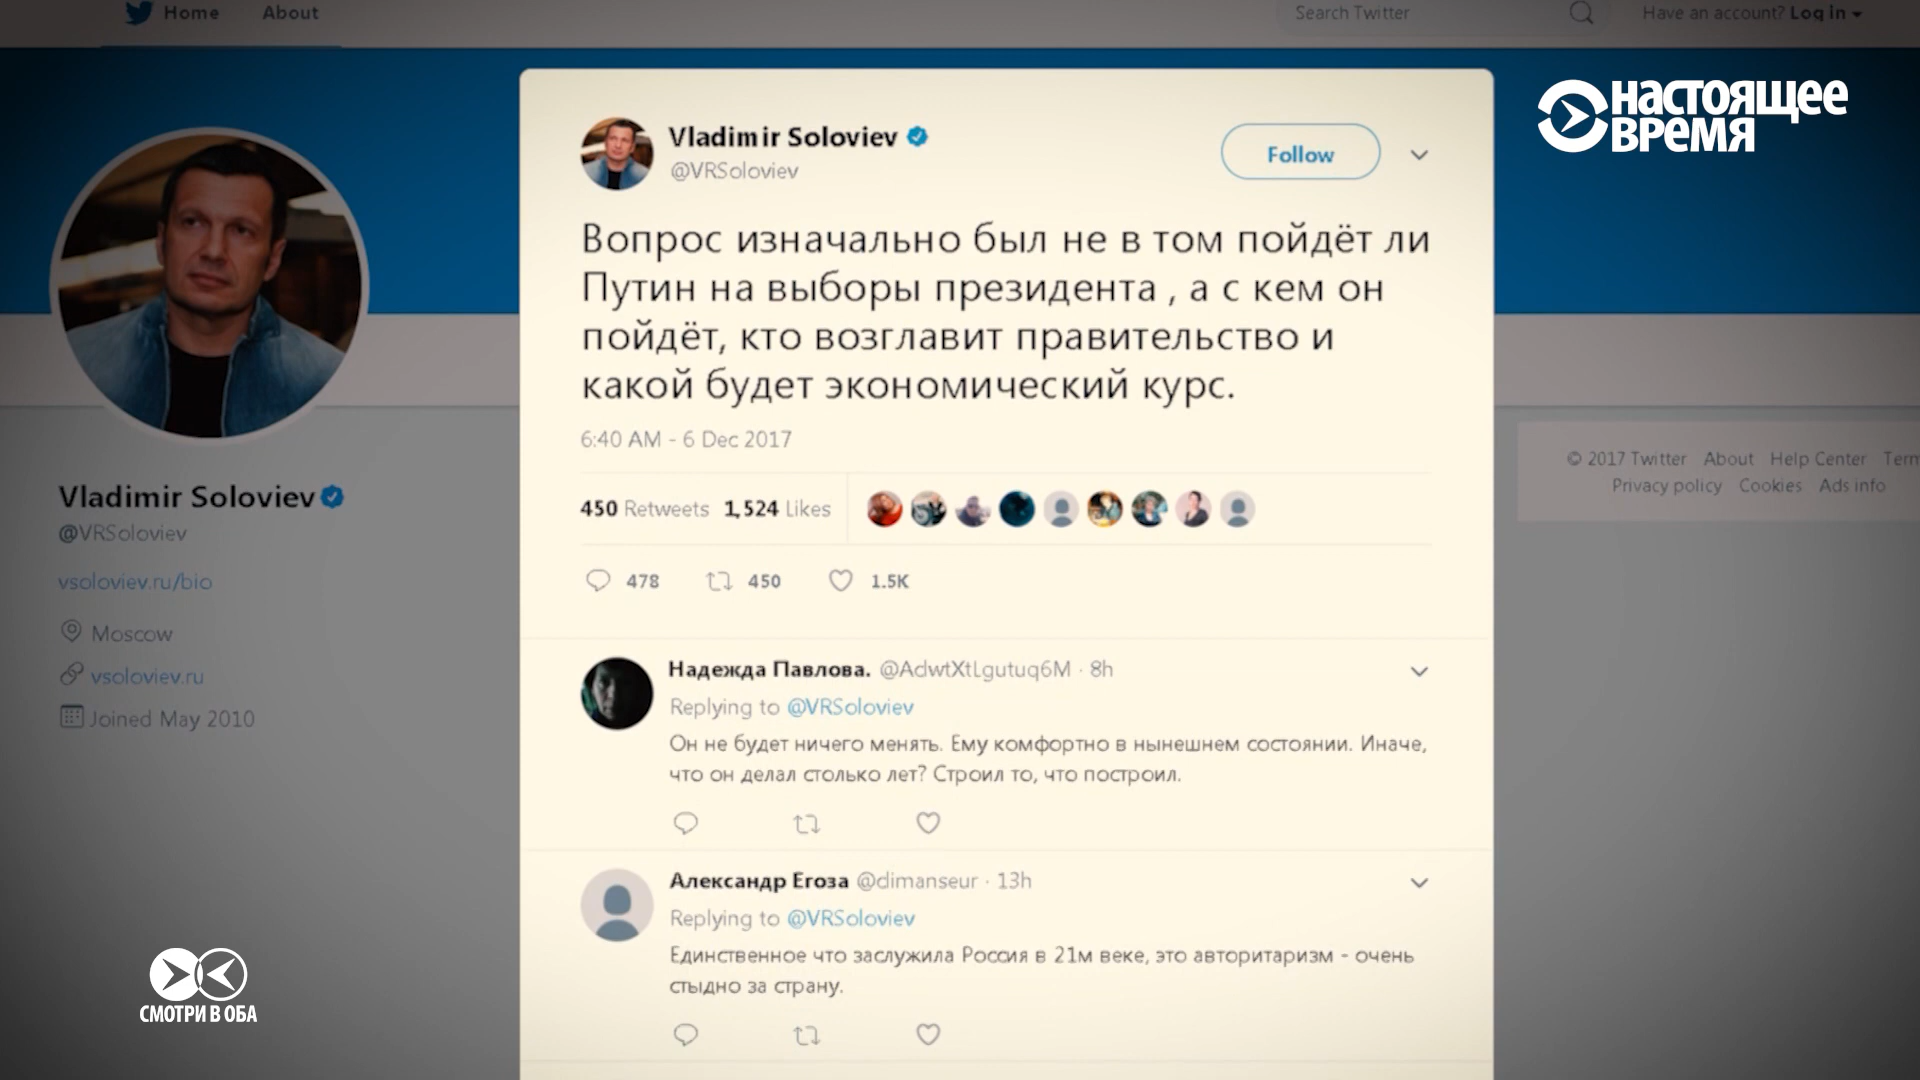 Home About
Search Twitter
Have an account? Log in
НАСТОЯЩЕЕ
ВРЕМЯ
Vladimir Soloviev
@VRSoloviev
Follow
Вопрос изначально был не в том пойдёт ли
Путин на выборы президента , а с кем он
пойдёт, кто возглавит правительство и
какой будет экономический курс.
6:40 AM - 6 Dec 2017
450 Retweets 1,524 Likes
478 450 1.5K
Vladimir Soloviev
@VRSoloviev
vsoloviev.ru/bio
Moscow
vsoloviev.ru
Joined May 2010
© 2017 Twitter About Help Center Term
Privacy policy Cookies Ads info
Надежда Павлова. @AdwtXtLgutuq6M · 8h
Replying to @VRSoloviev
Он не будет ничего менять. Ему комфортно в нынешнем состоянии. Иначе,
что он делал столько лет? Строил то, что построил.
Александр Егоза @dimanseur · 13h
Replying to @VRSoloviev
Единственное что заслужила Россия в 21м веке, это авторитаризм - очень
стыдно за страну.
СМОТРИ В ОБА